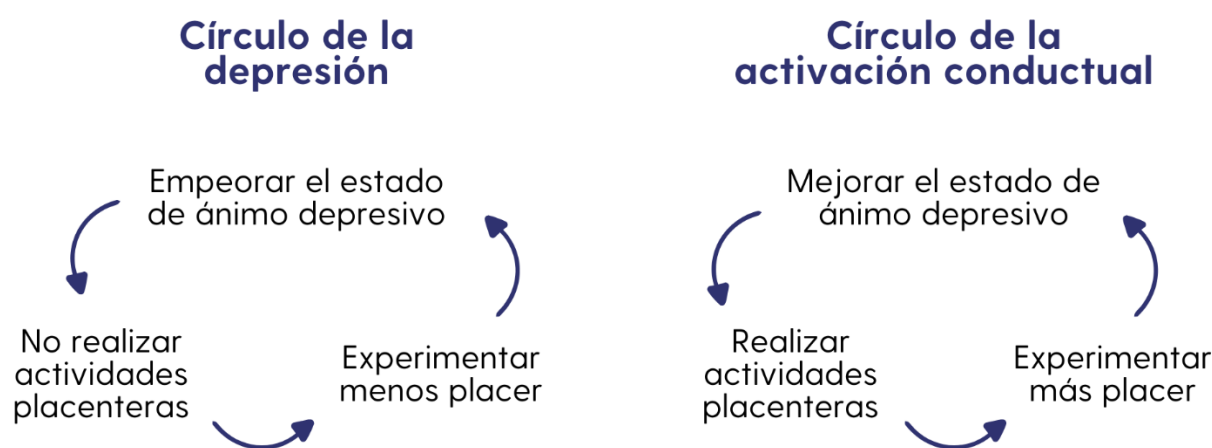 Círculo de la
depresión
Empeorar el estado
de ánimo depresivo
No realizar
actividades
placenteras
Experimentar
menos placer
Círculo de la
activación conductual
Mejorar el estado de
ánimo depresivo
Realizar
actividades
placenteras
Experimentar
más placer